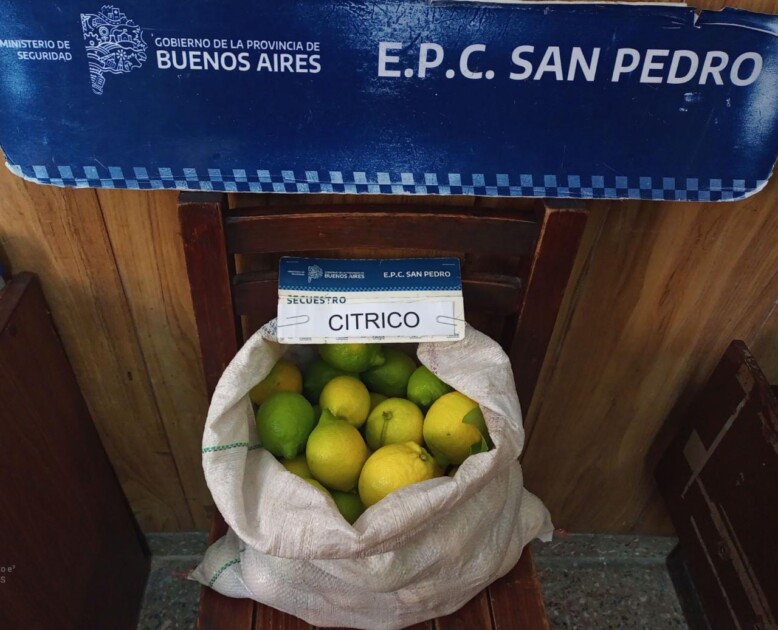 MINISTERIO DE
SEGURIDAD
GOBIERNO DE LA PROVINCIA DE
BUENOS AIRES
E.P.C. SAN PEDRO
BUENOS AIRES
E.P.C. SAN PEDRO
SECUESTRO
CITRICO